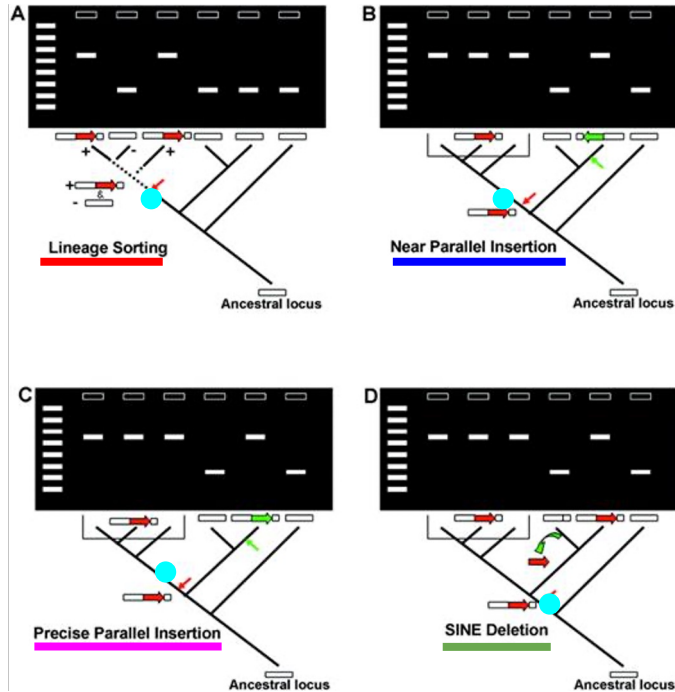 A
B
+ - +
+
&
-
Lineage Sorting
Near Parallel Insertion
Ancestral locus
Ancestral locus
C
D
Precise Parallel Insertion
SINE Deletion
Ancestral locus
Ancestral locus